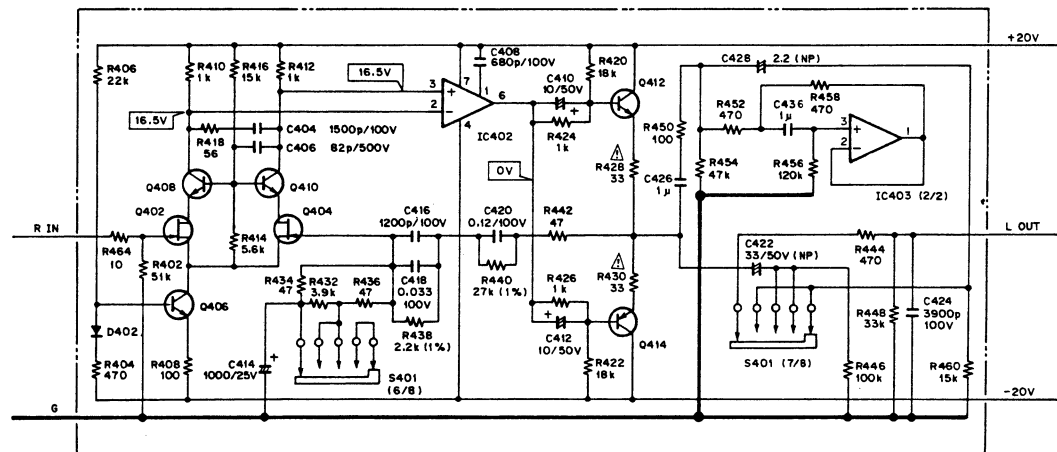 +20V
R406
22k
R410
1k
R416
15k
R412
1k
16.5V
C408
680p/100V
3
7
1
6
2
4
+
−
IC402
C410
10/50V
+
R420
18k
Q412
R424
1k
C428
2.2 (NP)
R458
470
R452
470
C436
1µ
3
1
2
+
−
IC403 (2/2)
16.5V
C404
1500p/100V
R418
56
C406
82p/500V
R450
100
R454
47k
R456
120k
0V
R428
33
C426
1µ
Q408
Q410
Q402
Q404
R IN
R464
10
R402
51k
R414
5.6k
C416
1200p/100V
C420
0.12/100V
R442
47
C422
33/50V (NP)
R444
470
L OUT
R434
47
R432
3.9k
R436
47
C418
0.033
100V
R440
27k (1%)
R426
1k
R430
33
Q406
R438
2.2k (1%)
+
C412
10/50V
Q414
R448
33k
C424
3900p
100V
D402
R404
470
R408
100
C414
1000/25V
+
S401
(6/8)
R422
18k
S401 (7/8)
R446
100k
R460
15k
−20V
G